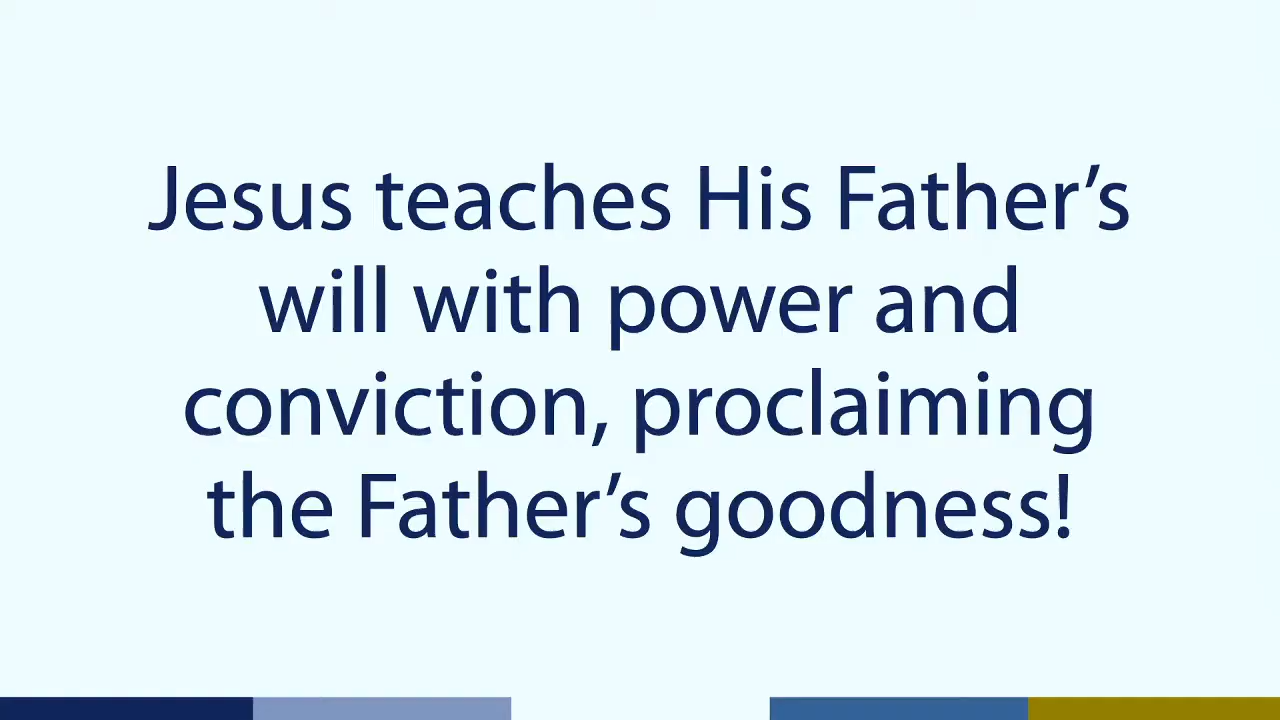 Jesus teaches His Father’s
will with power and
conviction, proclaiming
the Father’s goodness!